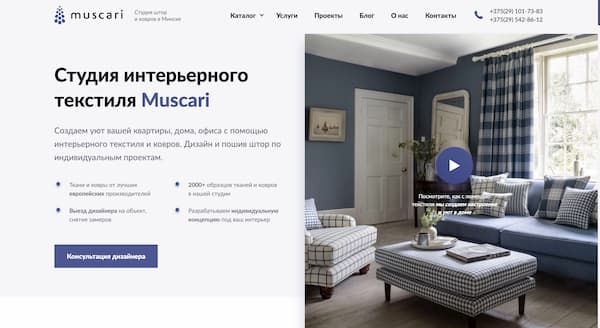 muscari
Студия штор
и ковров в Минске
Каталог Услуги Проекты Блог О нас Контакты
+375(29) 101-73-83
+375(29) 542-86-12
Студия интерьерного
текстиля Muscari
Создаем уют вашей квартиры, дома, офиса с помощью
интерьерного текстиля и ковров. Дизайн и пошив штор по
индивидуальным проектам.
Ткани и ковры от лучших
европейских производителей
2000+ образцов тканей и ковров
в нашей студии
Выезд дизайнера на объект,
снятие замеров
Разрабатываем индивидуальную
концепцию под ваш интерьер
Консультация дизайнера
Посмотрите, как с помощью
текстиля мы создаем настроение
и уют в доме